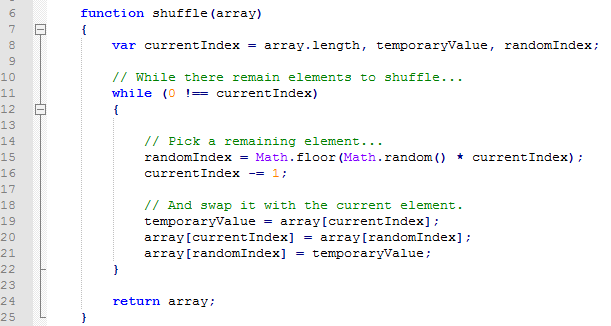 6 function shuffle(array)
7 {
8 var currentIndex = array.length, temporaryValue, randomIndex;
9
10 // While there remain elements to shuffle...
11 while (0 !== currentIndex)
12 {
13
14 // Pick a remaining element...
15 randomIndex = Math.floor(Math.random() * currentIndex);
16 currentIndex -= 1;
17
18 // And swap it with the current element.
19 temporaryValue = array[currentIndex];
20 array[currentIndex] = array[randomIndex];
21 array[randomIndex] = temporaryValue;
22 }
23
24 return array;
25 }